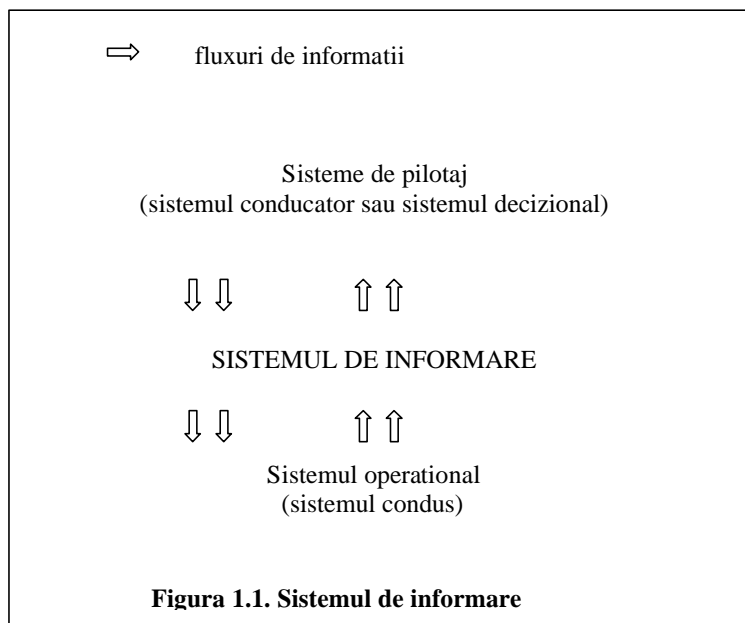 fluxuri de informatii
Sisteme de pilotaj
(sistemul conducator sau sistemul decizional)
SISTEMUL DE INFORMARE
Sistemul operational
(sistemul condus)
Figura 1.1. Sistemul de informare